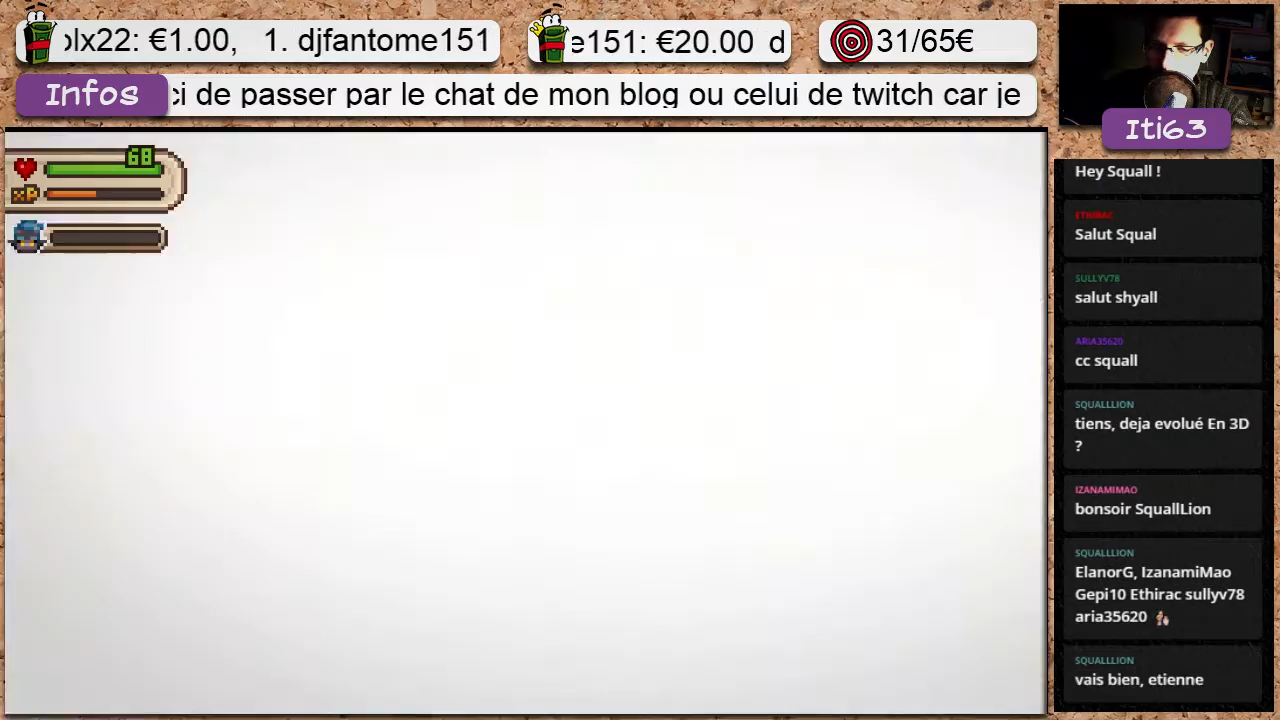 olx22: €1.00, 1. djfantome151
e151: €20.00 d
31/65€
Infos
ci de passer par le chat de mon blog ou celui de twitch car je
Iti63
68
XP
Hey Squall !
ETHIRAC
Salut Squal
SULLYV78
salut shyall
ARIA35620
cc squall
SQUALLLION
tiens, deja evolué En 3D
?
IZANAMIMAO
bonsoir SquallLion
SQUALLLION
ElanorG, IzanamiMao
Gepi10 Ethirac sullyv78
aria35620
SQUALLLION
vais bien, etienne